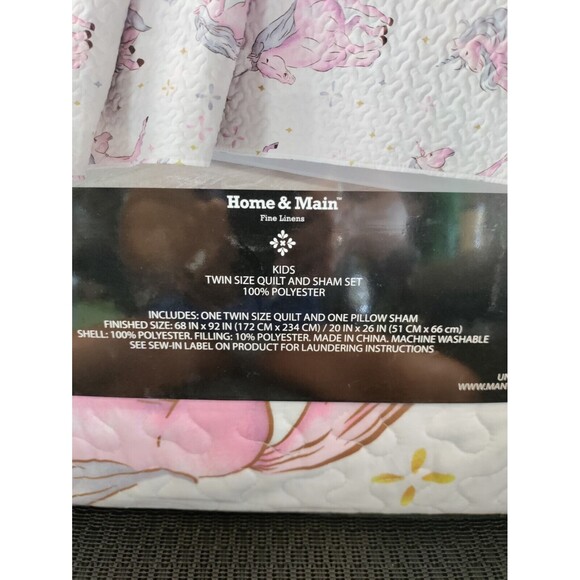 Home & Main™
Fine Linens
KIDS
TWIN SIZE QUILT AND SHAM SET
100% POLYESTER
INCLUDES: ONE TWIN SIZE QUILT AND ONE PILLOW SHAM
FINISHED SIZE: 68 IN x 92 IN (172 CM x 234 CM) / 20 IN x 26 IN (51 CM x 66 cm)
SHELL: 100% POLYESTER. FILLING: 10% POLYESTER. MADE IN CHINA. MACHINE WASHABLE
SEE SEW-IN LABEL ON PRODUCT FOR LAUNDERING INSTRUCTIONS
UN
WWW.MAN